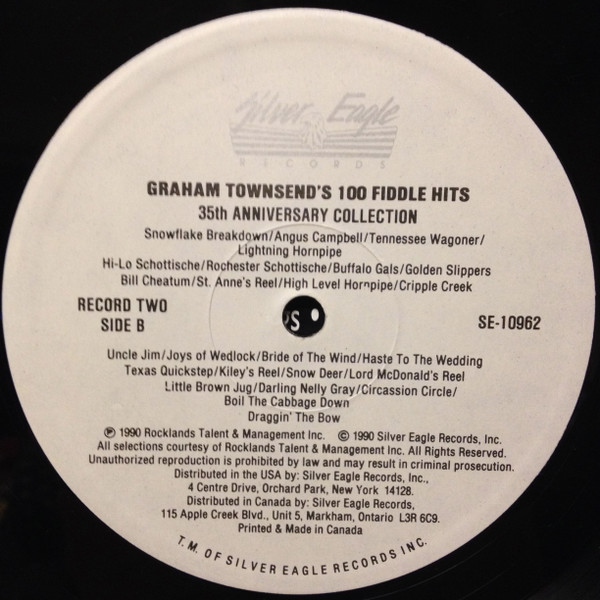 Silver Eagle
RECORDS
GRAHAM TOWNSEND'S 100 FIDDLE HITS
35th ANNIVERSARY COLLECTION
Snowflake Breakdown/Angus Campbell/Tennessee Wagoner/
Lightning Hornpipe
Hi-Lo Schottische/Rochester Schottische/Buffalo Gals/Golden Slippers
Bill Cheatum/St. Anne's Reel/High Level Hornpipe/Cripple Creek
RECORD TWO
SIDE B
SE-10962
Uncle Jim/Joys of Wedlock/Bride of The Wind/Haste To The Wedding
Texas Quickstep/Kiley's Reel/Snow Deer/Lord McDonald's Reel
Little Brown Jug/Darling Nelly Gray/Circassion Circle/
Boil The Cabbage Down
Draggin' The Bow
℗ 1990 Rocklands Talent & Management Inc. © 1990 Silver Eagle Records, Inc.
All selections courtesy of Rocklands Talent & Management Inc. All Rights Reserved.
Unauthorized reproduction is prohibited by law and may result in criminal prosecution.
Distributed in the USA by: Silver Eagle Records, Inc.,
4 Centre Drive, Orchard Park, New York 14128.
Distributed in Canada by: Silver Eagle Records,
115 Apple Creek Blvd., Unit 5, Markham, Ontario L3R 6C9.
Printed & Made in Canada
T.M. OF SILVER EAGLE RECORDS INC.